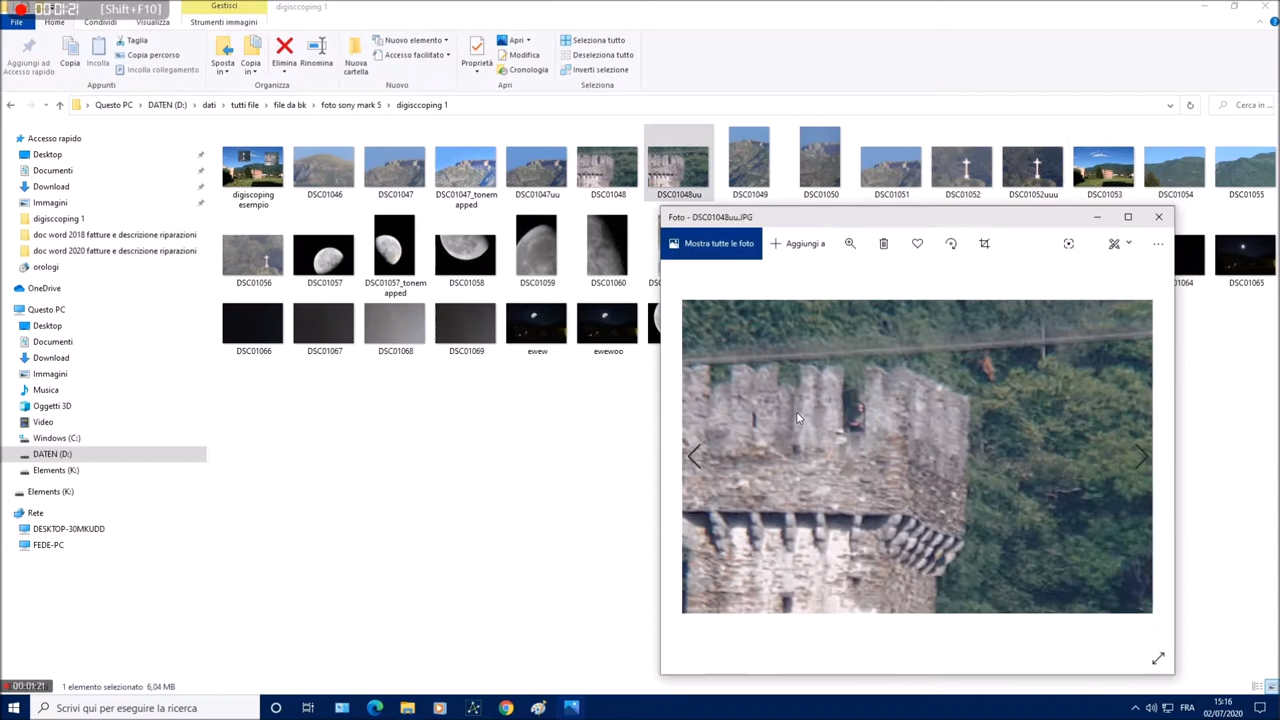 00:01:21 [Shift+F10]
Gestisci
digisccoping 1
File
Home
Condividi
Visualizza
Strumenti immagini
Aggiungi ad
Accesso rapido
Copia
Incolla
Taglia
Copia percorso
Incolla collegamento
Appunti
Sposta
in
Copia
in
Elimina
Rinomina
Organizza
Nuova
cartella
Nuovo elemento
Accesso facilitato
Nuovo
Proprietà
Apri
Modifica
Cronologia
Apri
Seleziona tutto
Deseleziona tutto
Inverti selezione
Seleziona
Questo PC
DATEN (D:)
dati
tutti file
file da bk
foto sony mark 5
digisccoping 1
Cerca in ...
Accesso rapido
Desktop
Documenti
Download
Immagini
digisccoping 1
doc word 2018 fatture e descrizione riparazioni
doc word 2020 fatture e descrizione riparazioni
orologi
OneDrive
Questo PC
Desktop
Documenti
Download
Immagini
Musica
Oggetti 3D
Video
Windows (C:)
DATEN (D:)
Elements (K:)
Elements (K:)
Rete
DESKTOP-30MKUDD
FEDE-PC
digiscoping
esempio
DSC01046
DSC01047
DSC01047_tonem
apped
DSC01047uu
DSC01048
DSC01048uu
DSC01049
DSC01050
DSC01051
DSC01052
DSC01052uuu
DSC01053
DSC01054
DSC01055
DSC01056
DSC01057
DSC01057_tonem
apped
DSC01058
DSC01059
DSC01060
DSC01064
DSC01065
DSC01066
DSC01067
DSC01068
DSC01069
ewew
ewewoo
Foto - DSC01048uu.JPG
Mostra tutte le foto
Aggiungi a
00:01:21
1 elemento selezionato 6,04 MB
Scrivi qui per eseguire la ricerca
FRA
15:16
02/07/2020